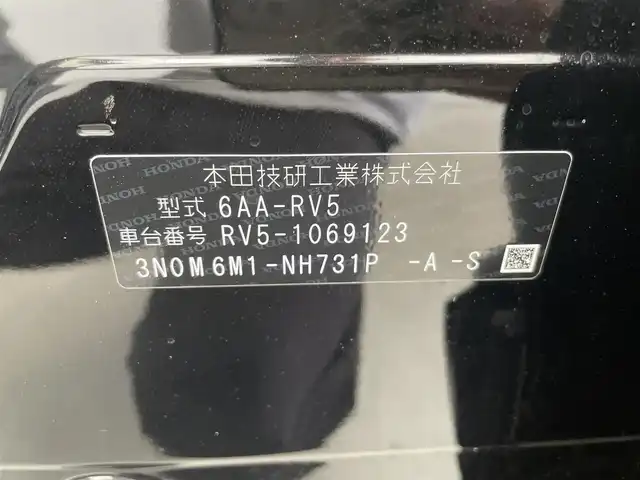 本田技研工業株式会社
型式 6AA-RV5
車台番号 RV5-1069123
3N0M6M1-NH731P -A -S